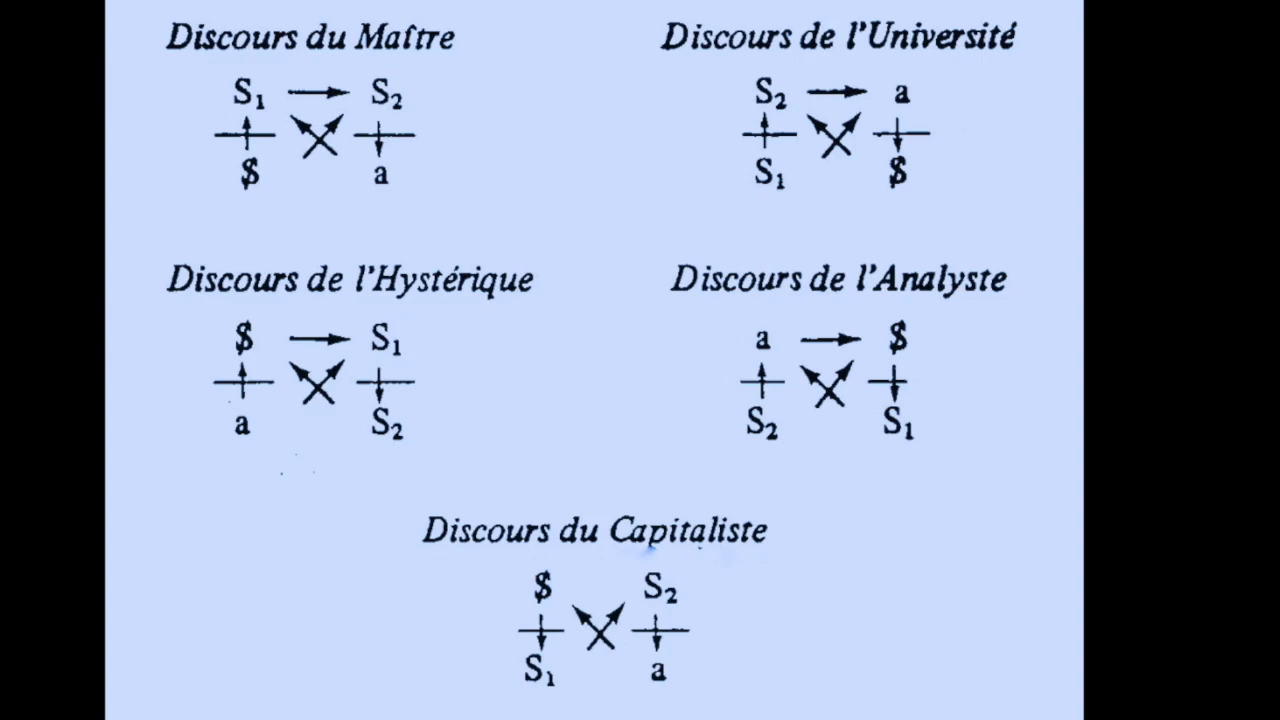 Discours du Maître
S₁ → S₂
$ a
Discours de l'Université
S₂ → a
S₁ $
Discours de l'Hystérique
$ → S₁
a S₂
Discours de l'Analyste
a → $
S₂ S₁
Discours du Capitaliste
$ S₂
S₁ a